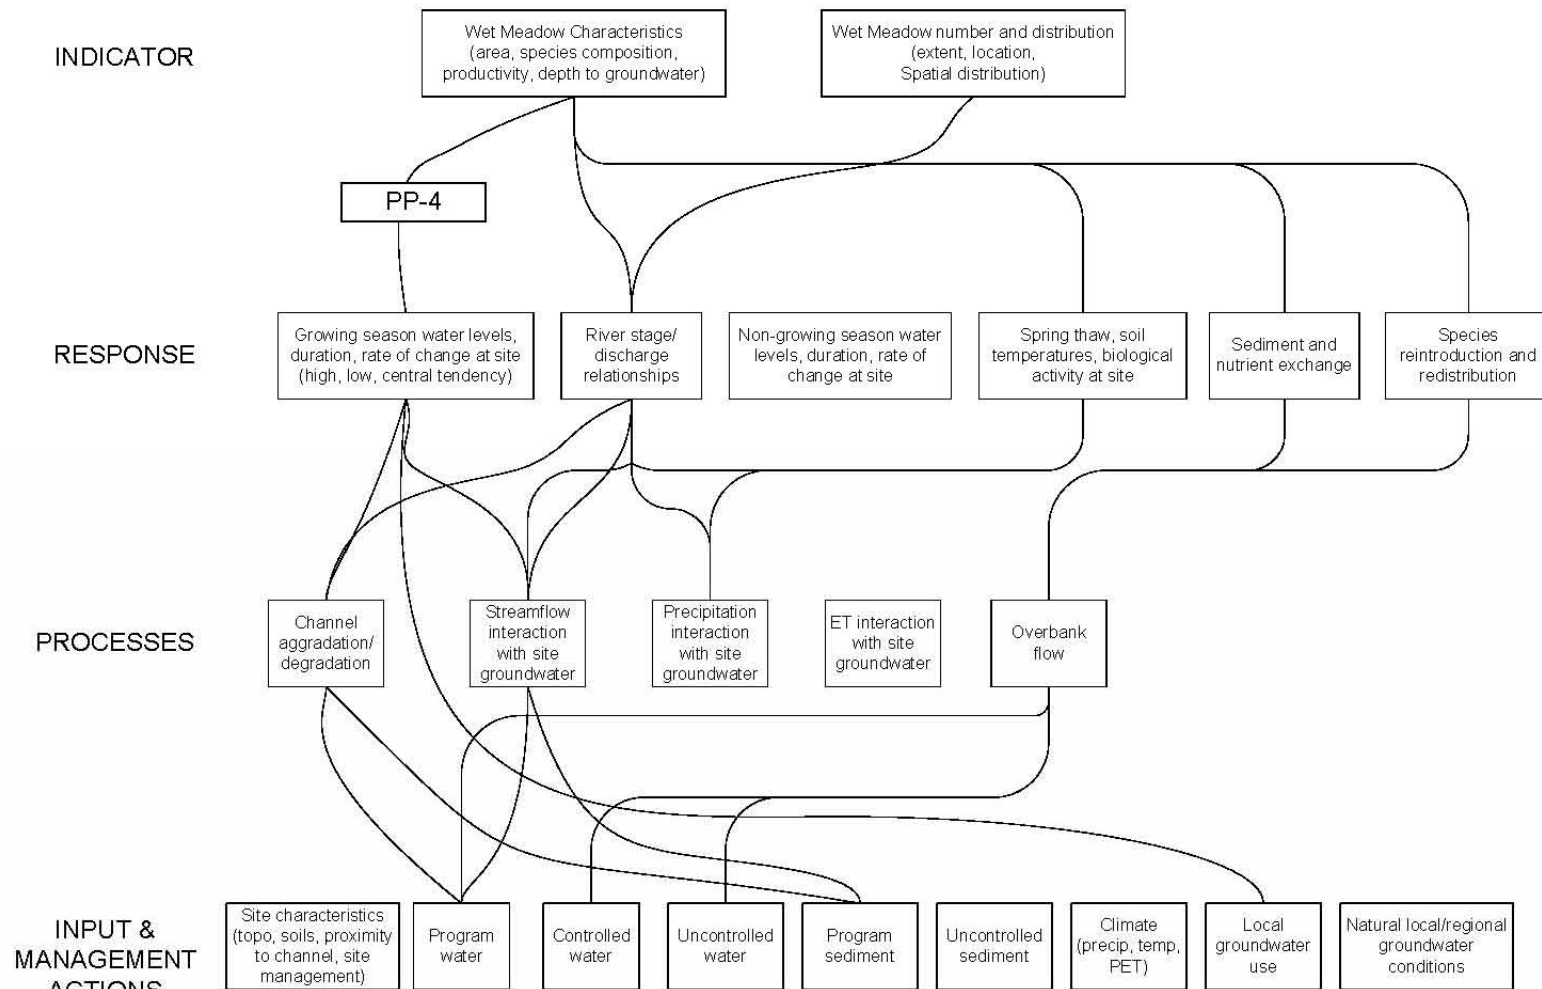 INDICATOR
Wet Meadow Characteristics
(area, species composition,
productivity, depth to groundwater)
Wet Meadow number and distribution
(extent, location,
Spatial distribution)
PP-4
RESPONSE
Growing season water levels,
duration, rate of change at site
(high, low, central tendency)
River stage/
discharge
relationships
Non-growing season water
levels, duration, rate of
change at site
Spring thaw, soil
temperatures, biological
activity at site
Sediment and
nutrient exchange
Species
reintroduction and
redistribution
PROCESSES
Channel
aggradation/
degradation
Streamflow
interaction
with site
groundwater
Precipitation
interaction
with site
groundwater
ET interaction
with site
groundwater
Overbank
flow
INPUT &
MANAGEMENT
ACTIONS
Site characteristics
(topo, soils, proximity
to channel, site
management)
Program
water
Controlled
water
Uncontrolled
water
Program
sediment
Uncontrolled
sediment
Climate
(precip, temp,
PET)
Local
groundwater
use
Natural local/regional
groundwater
conditions